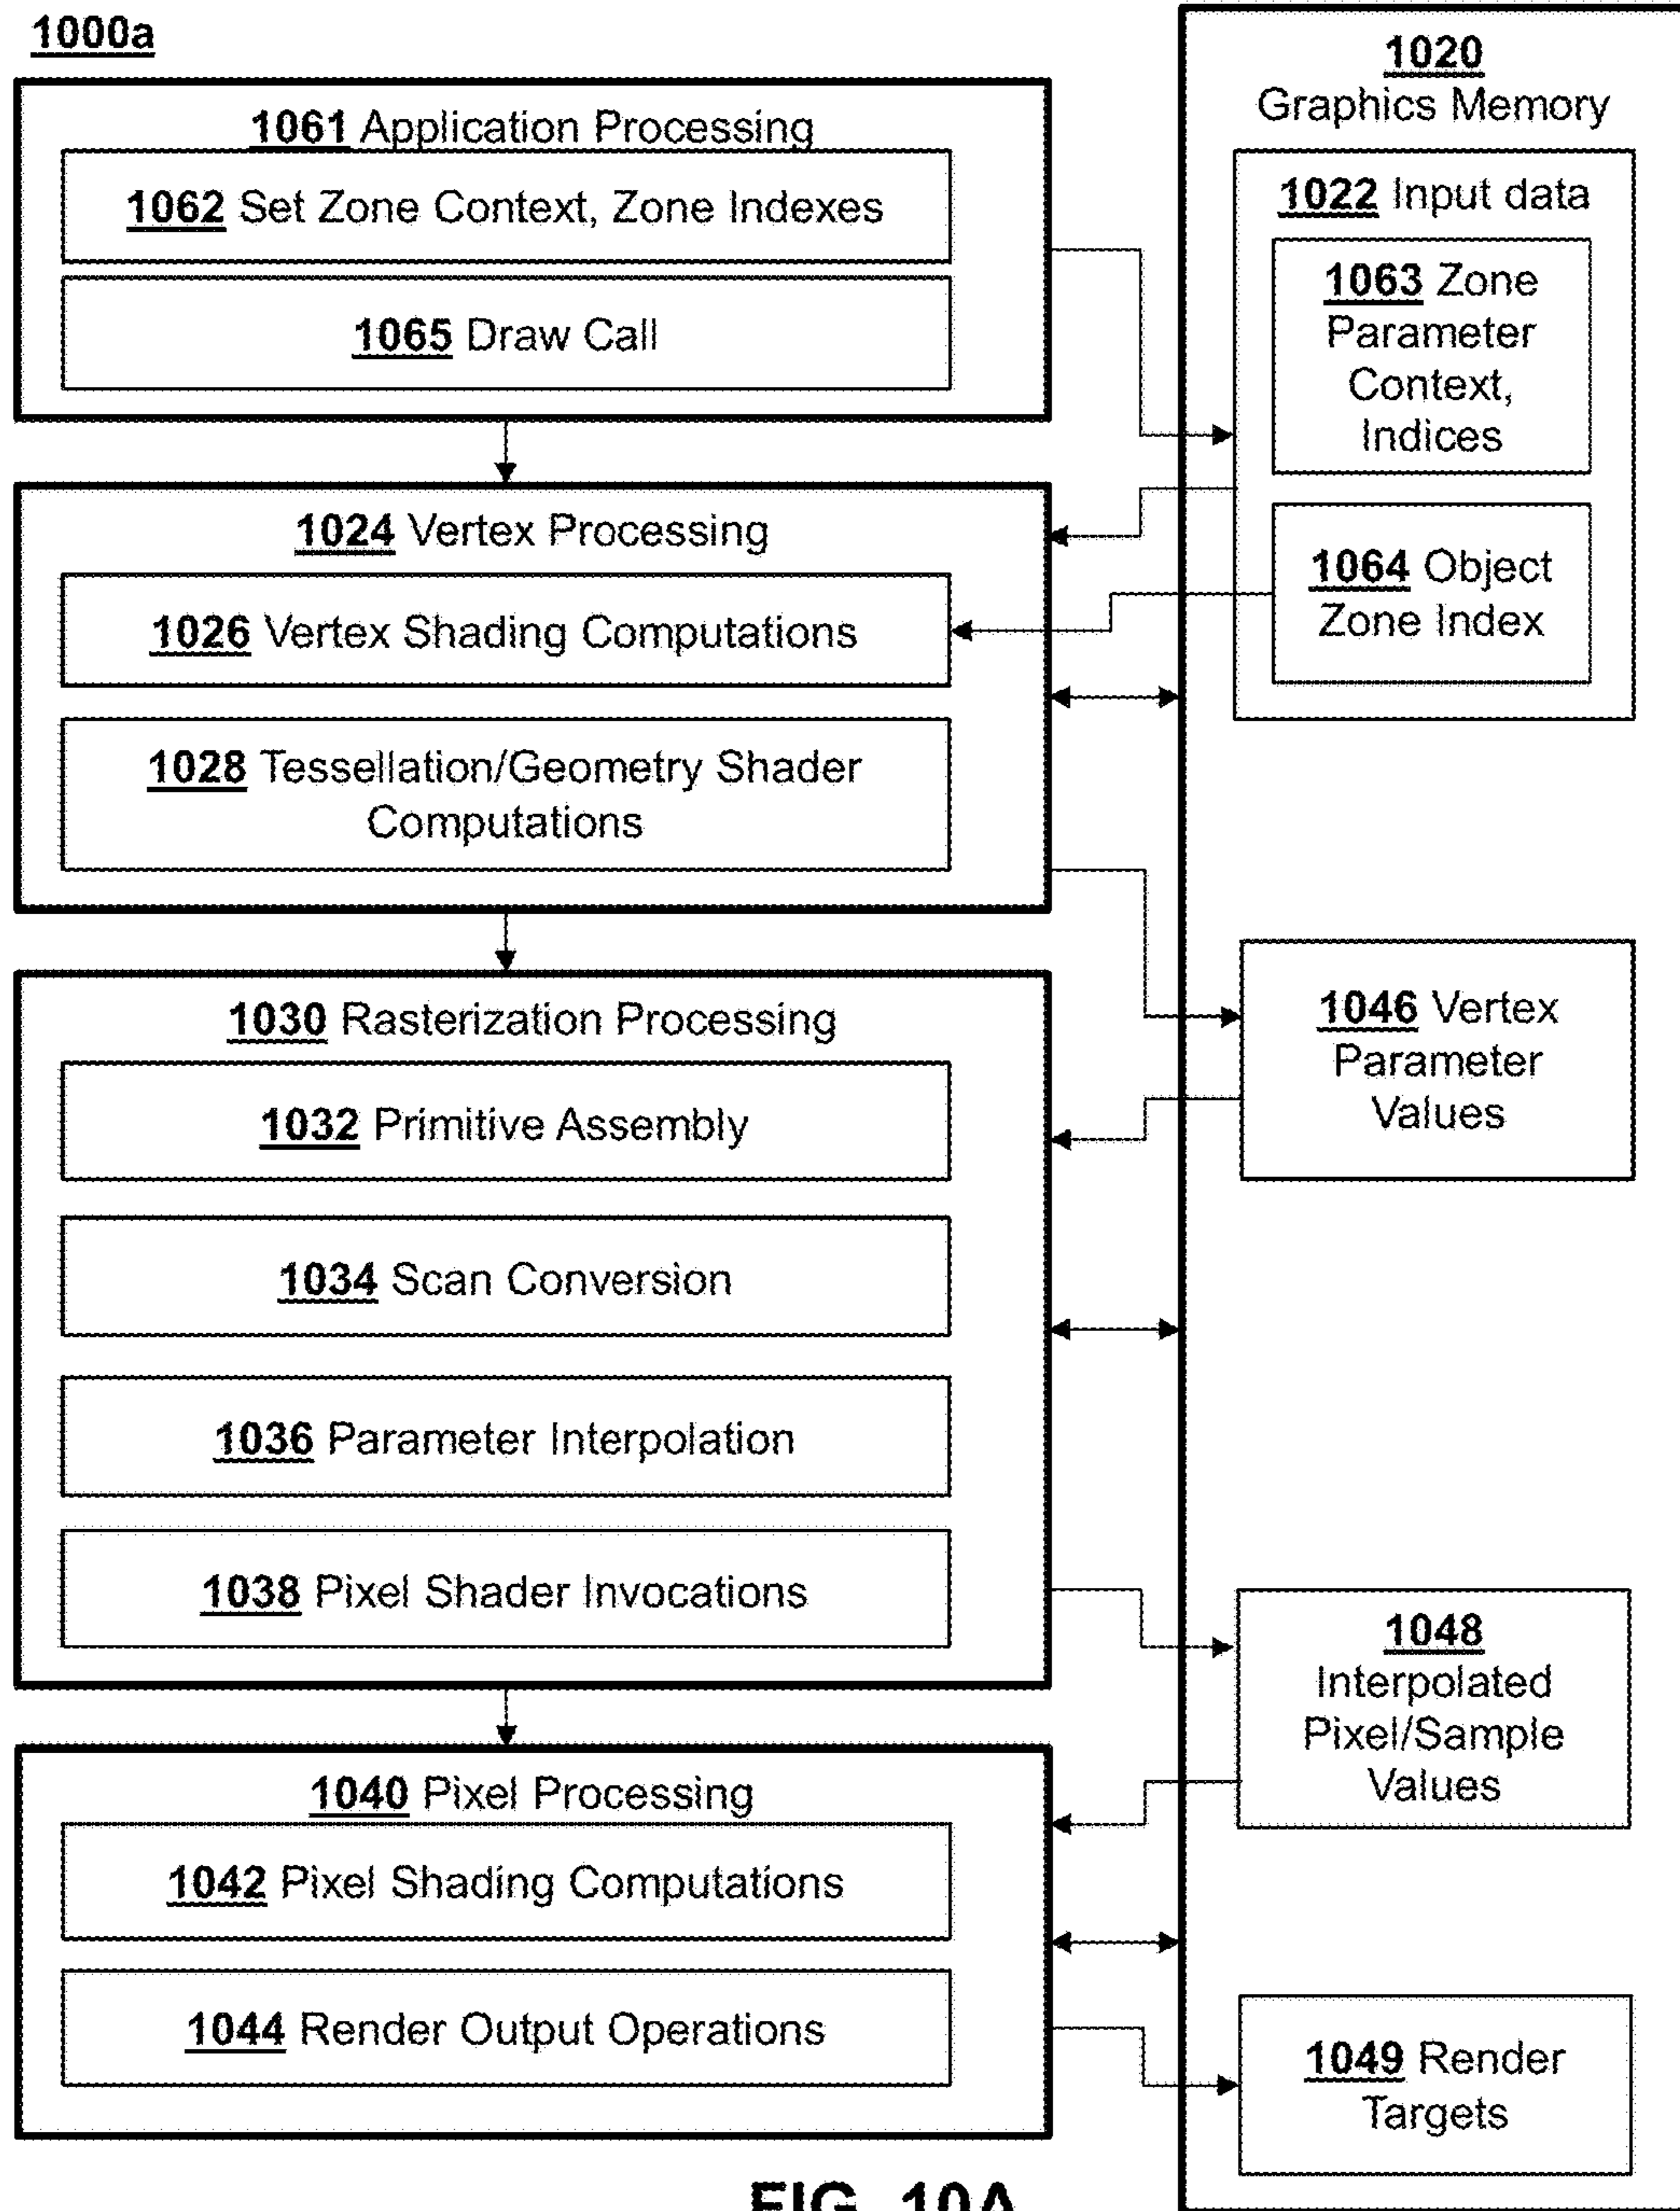 1000a
1061 Application Processing
1062 Set Zone Context, Zone Indexes
1065 Draw Call
1024 Vertex Processing
1026 Vertex Shading Computations
1028 Tessellation/Geometry Shader
Computations
1030 Rasterization Processing
1032 Primitive Assembly
1034 Scan Conversion
1036 Parameter Interpolation
1038 Pixel Shader Invocations
1040 Pixel Processing
1042 Pixel Shading Computations
1044 Render Output Operations
1020
Graphics Memory
1022 Input data
1063 Zone
Parameter
Context,
Indices
1064 Object
Zone Index
1046 Vertex
Parameter
Values
1048
Interpolated
Pixel/Sample
Values
1049 Render
Targets
FIG. 10A